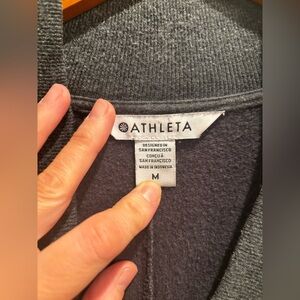 ATHLETA
DESIGNED IN
SAN FRANCISCO
CONÇU À
SAN FRANCISCO
MADE IN INDONESIA
M